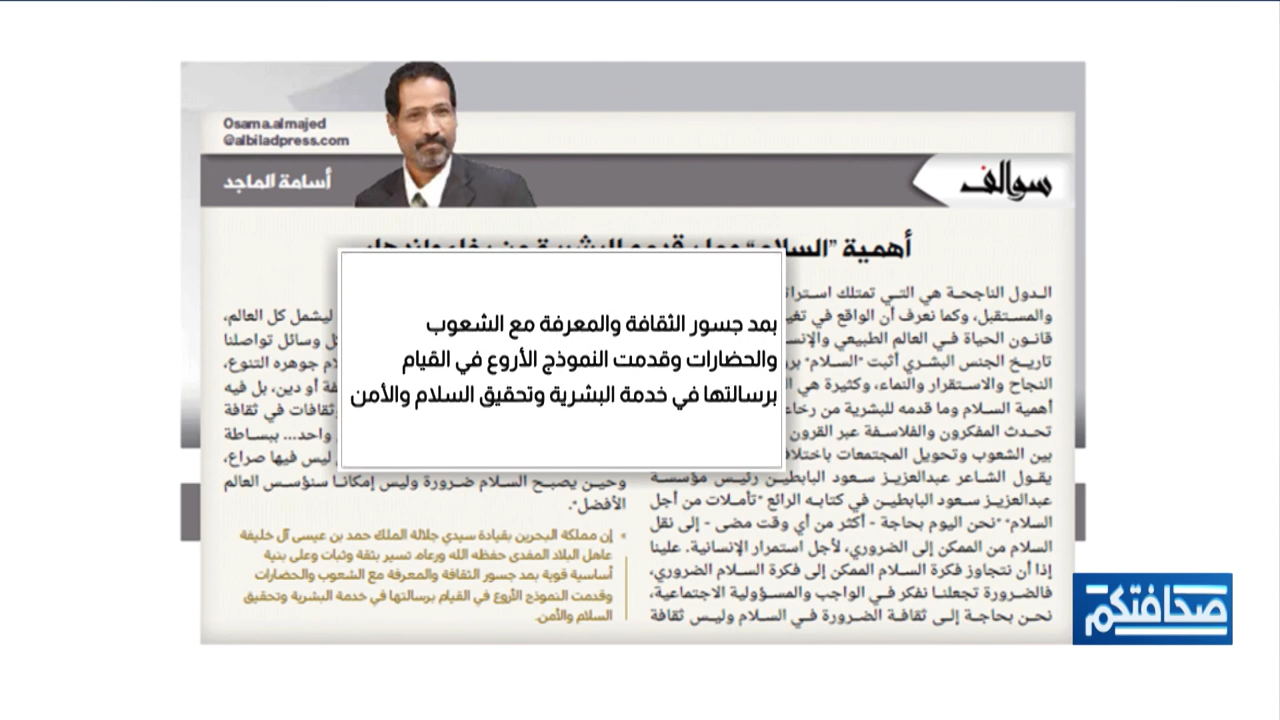 Osama.almajed
@albiladpress.com
أسامة الماجد
سوالف
أهمية "السلام"
بمد جسور الثقافة والمعرفة مع الشعوب
والحضارات وقدمت النموذج الأروع في القيام
برسالتها في خدمة البشرية وتحقيق السلام والأمن
الدول الناجحة هي التي تمتلك
والمستقبل، وكما نعرف أن الواقع في
قانون الحياة في العالم الطبيعي
تاريخ الجنس البشري أثبت "السلام"
النجاح والاستقرار والنماء، وكثيرة هي
أهمية السلام وما قدمه للبشرية من
تحدث المفكرون والفلاسفة عبر القرون
بين الشعوب وتحويل المجتمعات
يقول الشاعر عبدالعزيز سعود البابطين رئيس مؤسسة
عبدالعزيز سعود البابطين في كتابه الرائع "تأملات من أجل
السلام" "نحن اليوم بحاجة - أكثر من أي وقت مضى - إلى نقل
السلام من الممكن إلى الضروري، لأجل استمرار الإنسانية. علينا
إذا أن نتجاوز فكرة السلام الممكن إلى فكرة السلام الضروري،
فالضرورة تجعلنا نفكر في الواجب والمسؤولية الاجتماعية،
نحن بحاجة إلى ثقافة الضرورة في السلام وليس ثقافة
ليشمل كل العالم،
وسائل تواصلنا
جوهره التنوع،
أو دين، بل فيه
في ثقافة
واحد... ببساطة
ليس فيها صراع،
وحين يصبح السلام ضرورة وليس إمكانا سنؤسس العالم
الأفضل".
إن مملكة البحرين بقيادة سيدي جلالة الملك حمد بن عيسى آل خليفة
عاهل البلاد المفدى حفظه الله ورعاه، تسير بثقة وثبات وعلى بنية
أساسية قوية بمد جسور الثقافة والمعرفة مع الشعوب والحضارات
وقدمت النموذج الأروع في القيام برسالتها في خدمة البشرية وتحقيق
السلام والأمن.
صحافتكم